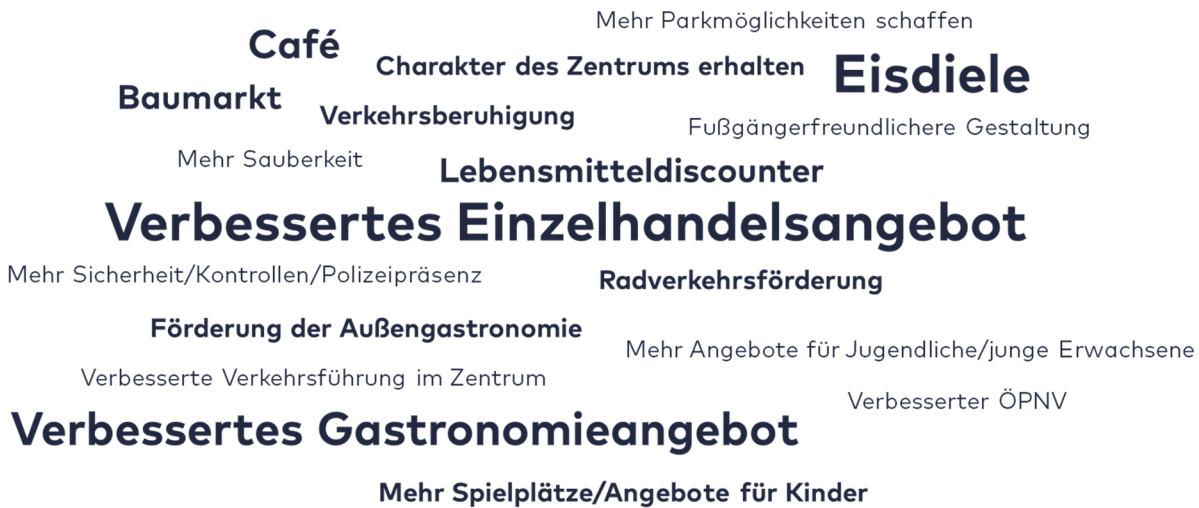 Mehr Parkmöglichkeiten schaffen
Café
Charakter des Zentrums erhalten
Eisdiele
Baumarkt
Verkehrsberuhigung
Fußgängerfreundlichere Gestaltung
Mehr Sauberkeit
Lebensmitteldiscounter
Verbessertes Einzelhandelsangebot
Mehr Sicherheit/Kontrollen/Polizeipräsenz
Radverkehrsförderung
Förderung der Außengastronomie
Mehr Angebote für Jugendliche/junge Erwachsene
Verbesserte Verkehrsführung im Zentrum
Verbesserter ÖPNV
Verbessertes Gastronomieangebot
Mehr Spielplätze/Angebote für Kinder